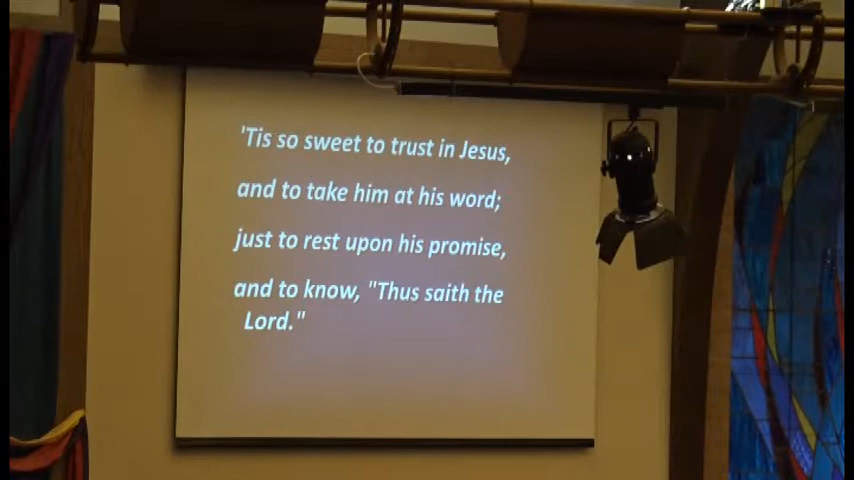 'Tis so sweet to trust in Jesus,
and to take him at his word;
just to rest upon his promise,
and to know, "Thus saith the
Lord."